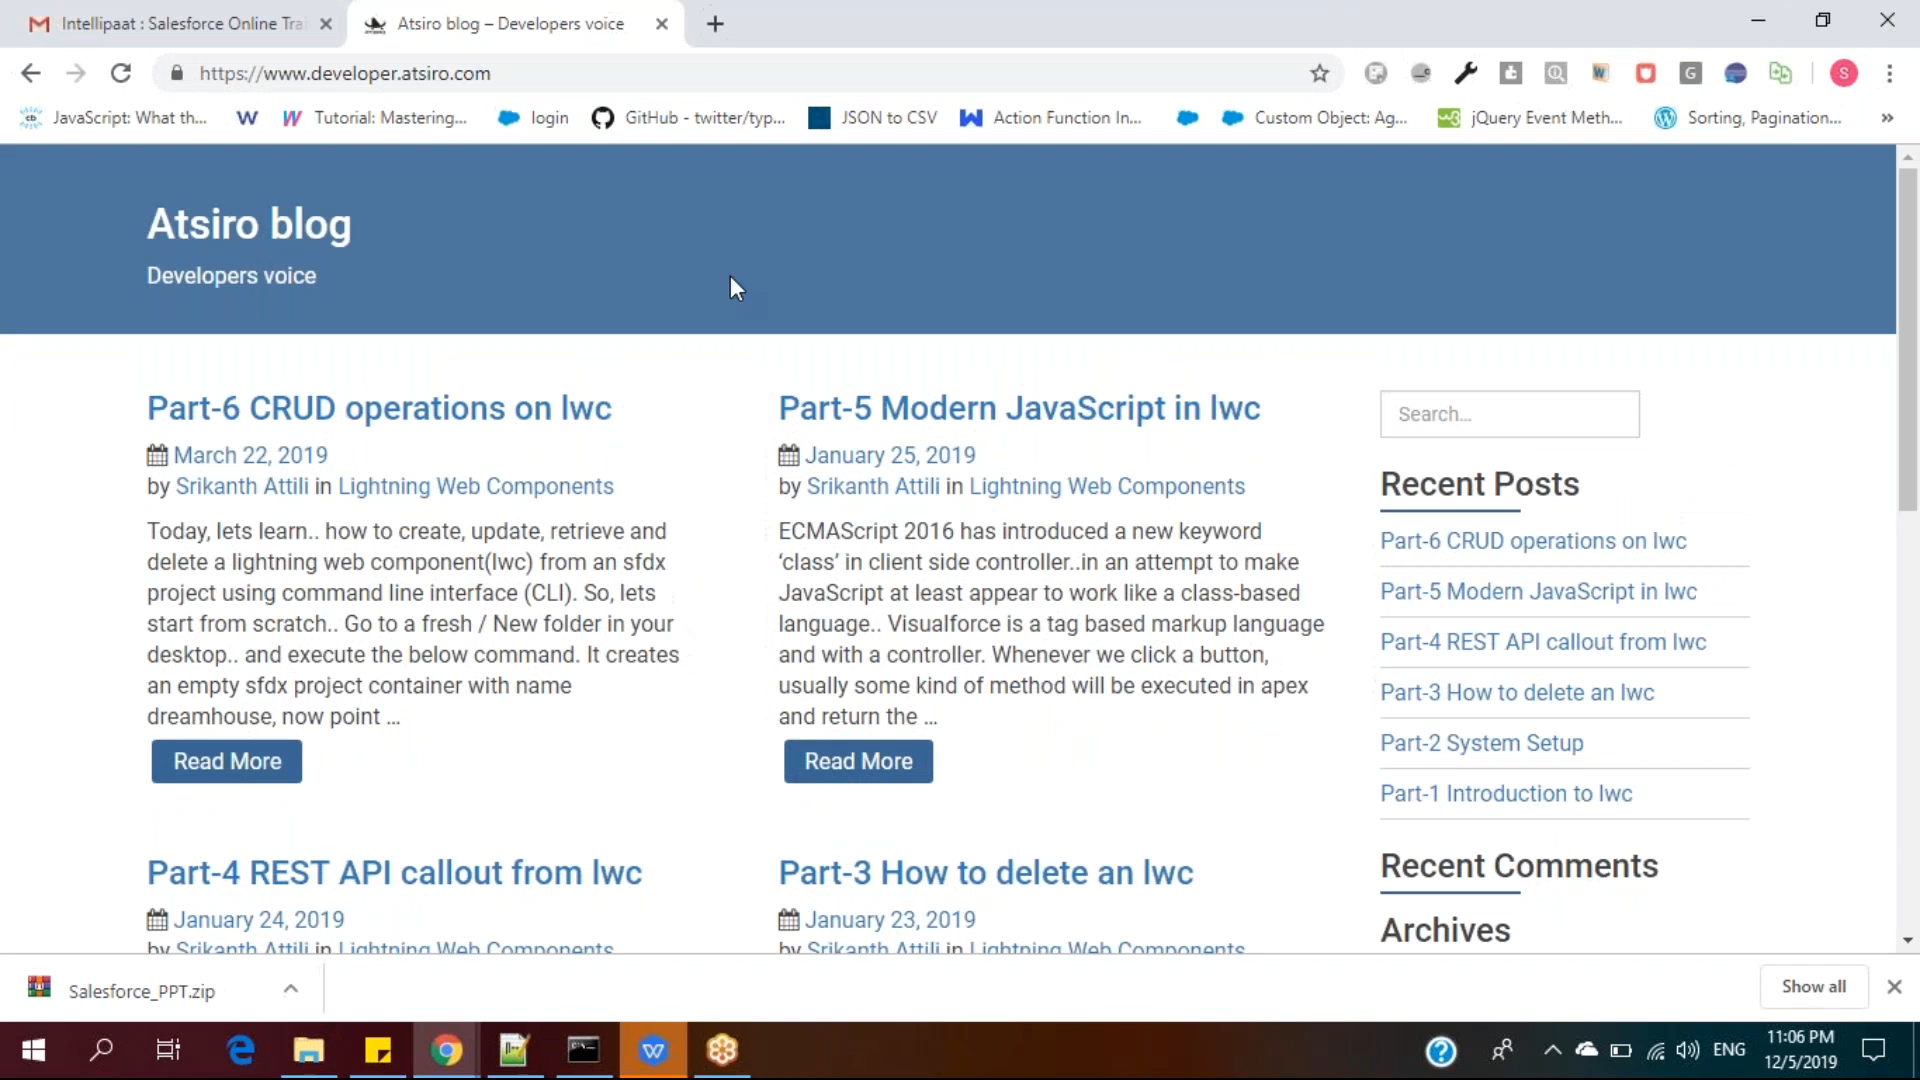 Intellipaat : Salesforce Online Trai
Atsiro blog – Developers voice
https://www.developer.atsiro.com
JavaScript: What th...
Tutorial: Mastering...
login
GitHub - twitter/typ...
JSON to CSV
Action Function In...
Custom Object: Ag...
jQuery Event Meth...
Sorting, Pagination...
Atsiro blog
Developers voice
Part-6 CRUD operations on lwc
March 22, 2019
by Srikanth Attili in Lightning Web Components
Today, lets learn.. how to create, update, retrieve and
delete a lightning web component(lwc) from an sfdx
project using command line interface (CLI). So, lets
start from scratch.. Go to a fresh / New folder in your
desktop.. and execute the below command. It creates
an empty sfdx project container with name
dreamhouse, now point ...
Read More
Part-5 Modern JavaScript in lwc
January 25, 2019
by Srikanth Attili in Lightning Web Components
ECMAScript 2016 has introduced a new keyword
‘class’ in client side controller..in an attempt to make
JavaScript at least appear to work like a class-based
language.. Visualforce is a tag based markup language
and with a controller. Whenever we click a button,
usually some kind of method will be executed in apex
and return the ...
Read More
Part-4 REST API callout from lwc
January 24, 2019
by Srikanth Attili in Lightning Web Components
Part-3 How to delete an lwc
January 23, 2019
by Srikanth Attili in Lightning Web Components
Search...
Recent Posts
Part-6 CRUD operations on lwc
Part-5 Modern JavaScript in lwc
Part-4 REST API callout from lwc
Part-3 How to delete an lwc
Part-2 System Setup
Part-1 Introduction to lwc
Recent Comments
Archives
Salesforce_PPT.zip
Show all
ENG
11:06 PM
12/5/2019